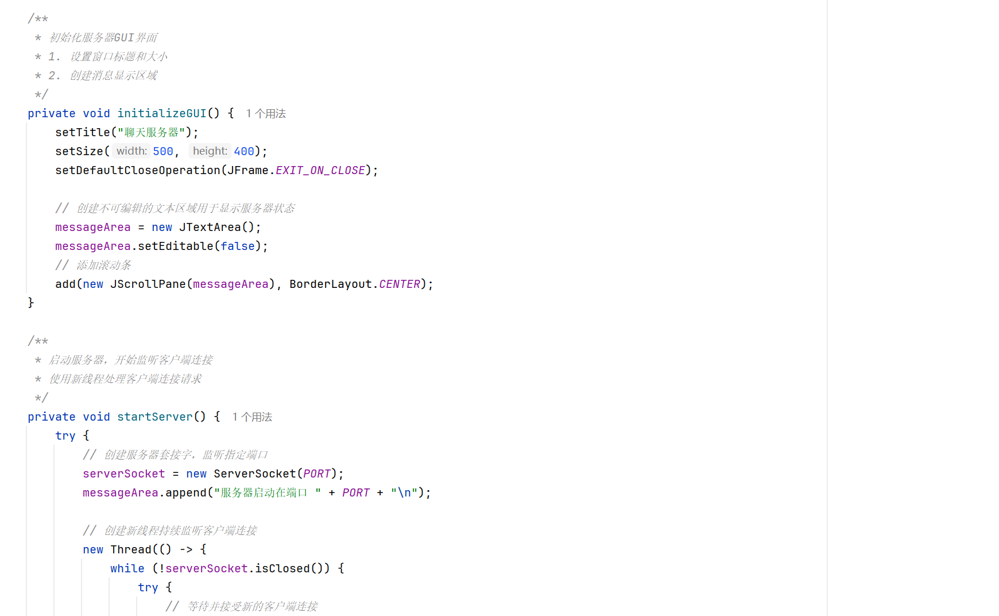 /**
 * 初始化服务器GUI界面
 * 1. 设置窗口标题和大小
 * 2. 创建消息显示区域
 */
private void initializeGUI() { 1 个用法
    setTitle("聊天服务器");
    setSize( width: 500, height: 400);
    setDefaultCloseOperation(JFrame.EXIT_ON_CLOSE);

    // 创建不可编辑的文本区域用于显示服务器状态
    messageArea = new JTextArea();
    messageArea.setEditable(false);
    // 添加滚动条
    add(new JScrollPane(messageArea), BorderLayout.CENTER);
}

/**
 * 启动服务器，开始监听客户端连接
 * 使用新线程处理客户端连接请求
 */
private void startServer() { 1 个用法
    try {
        // 创建服务器套接字，监听指定端口
        serverSocket = new ServerSocket(PORT);
        messageArea.append("服务器启动在端口 " + PORT + "\n");

        // 创建新线程持续监听客户端连接
        new Thread(() -> {
            while (!serverSocket.isClosed()) {
                try {
                    // 等待并接受新的客户端连接